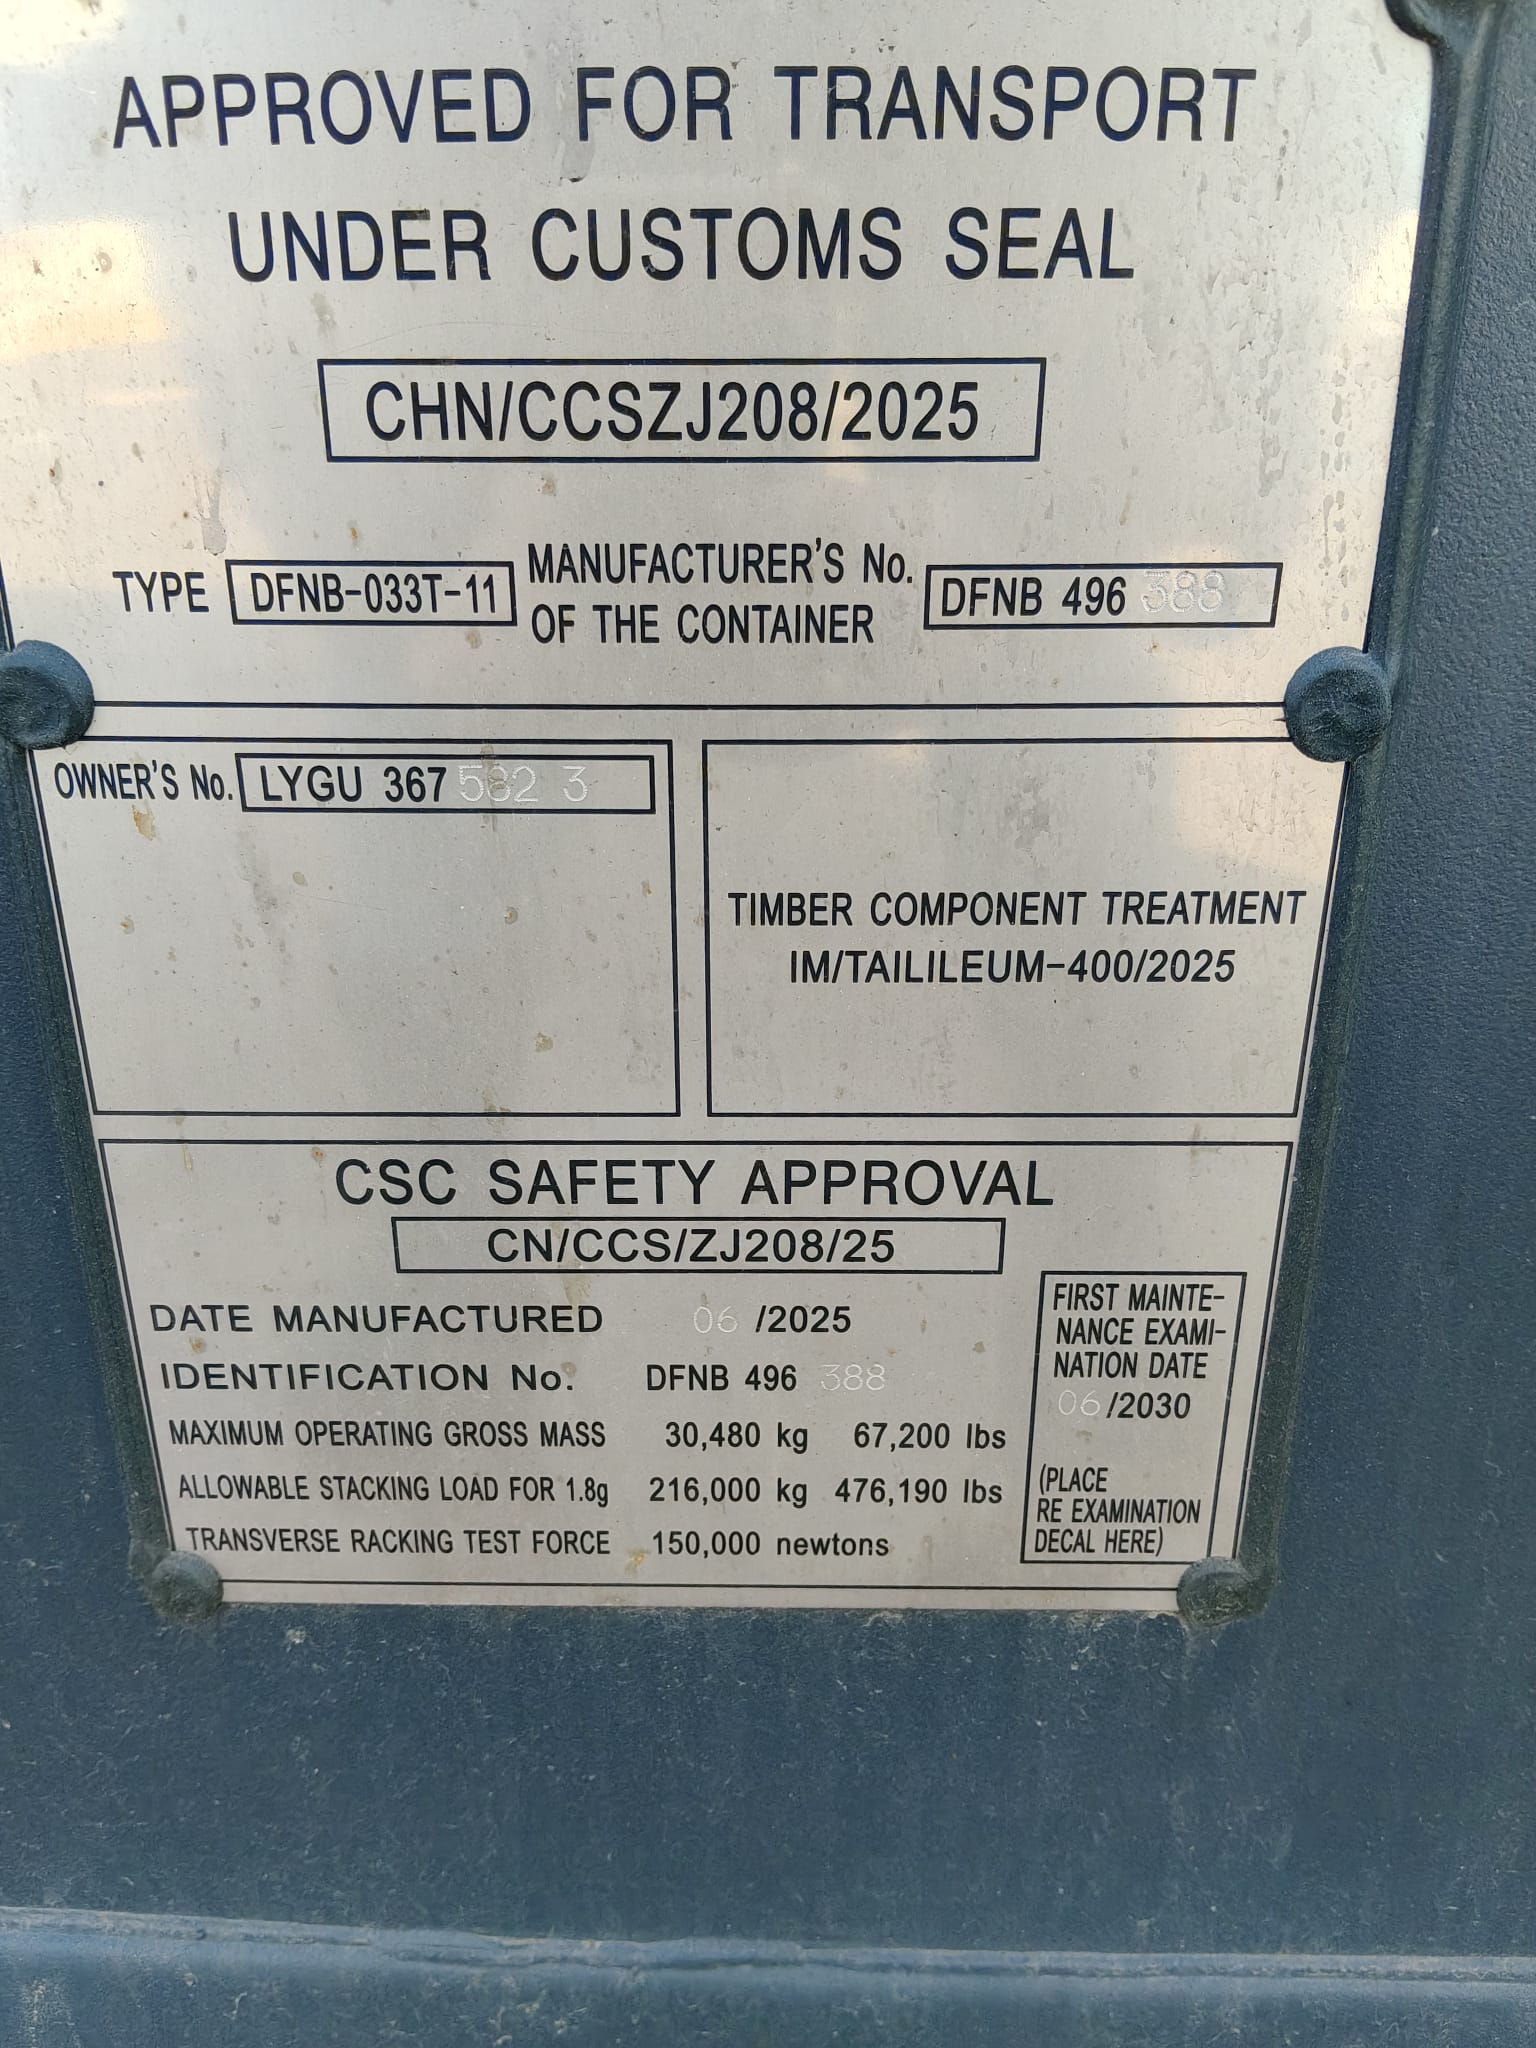 APPROVED FOR TRANSPORT
UNDER CUSTOMS SEAL
CHN/CCSZJ208/2025
TYPE DFNB-033T-11 MANUFACTURER'S No. OF THE CONTAINER DFNB 496 388
OWNER'S No. LYGU 367 582 3
TIMBER COMPONENT TREATMENT
IM/TAILILEUM-400/2025
CSC SAFETY APPROVAL
CN/CCS/ZJ208/25
DATE MANUFACTURED 06 /2025
IDENTIFICATION No. DFNB 496 388
MAXIMUM OPERATING GROSS MASS 30,480 kg 67,200 lbs
ALLOWABLE STACKING LOAD FOR 1.8g 216,000 kg 476,190 lbs
TRANSVERSE RACKING TEST FORCE 150,000 newtons
FIRST MAINTE-
NANCE EXAMI-
NATION DATE
06 /2030
(PLACE
RE EXAMINATION
DECAL HERE)